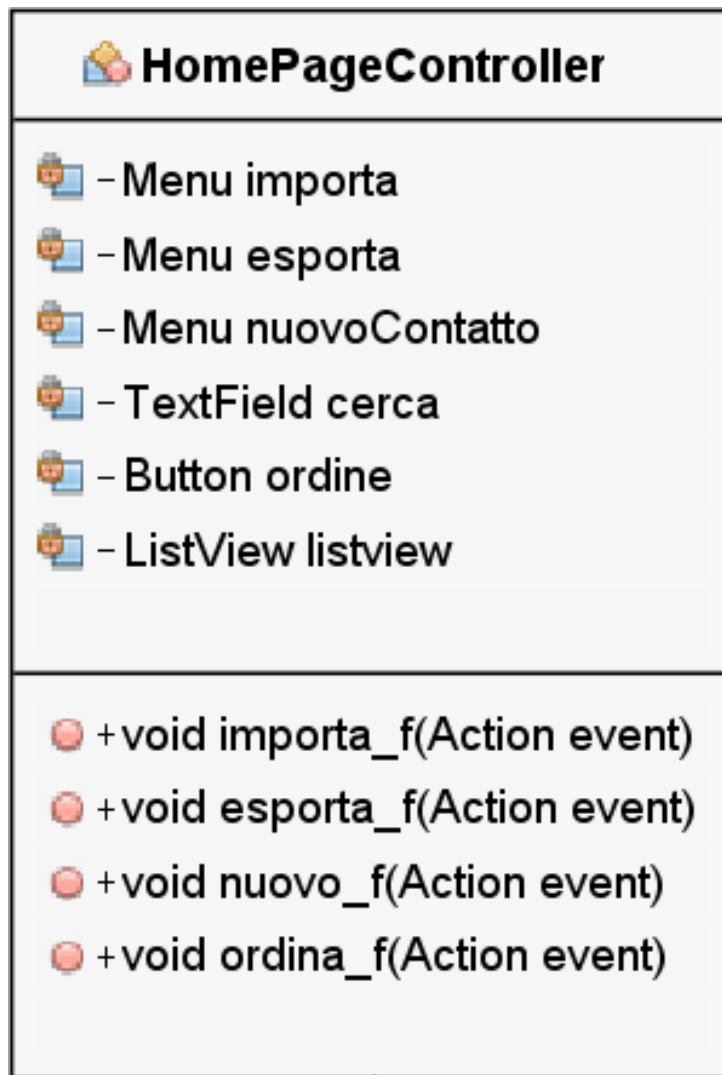 HomePageController
-Menu importa
-Menu esporta
-Menu nuovoContatto
-TextField cerca
-Button ordine
-ListView listview
+void importa_f(Action event)
+void esporta_f(Action event)
+void nuovo_f(Action event)
+void ordina_f(Action event)